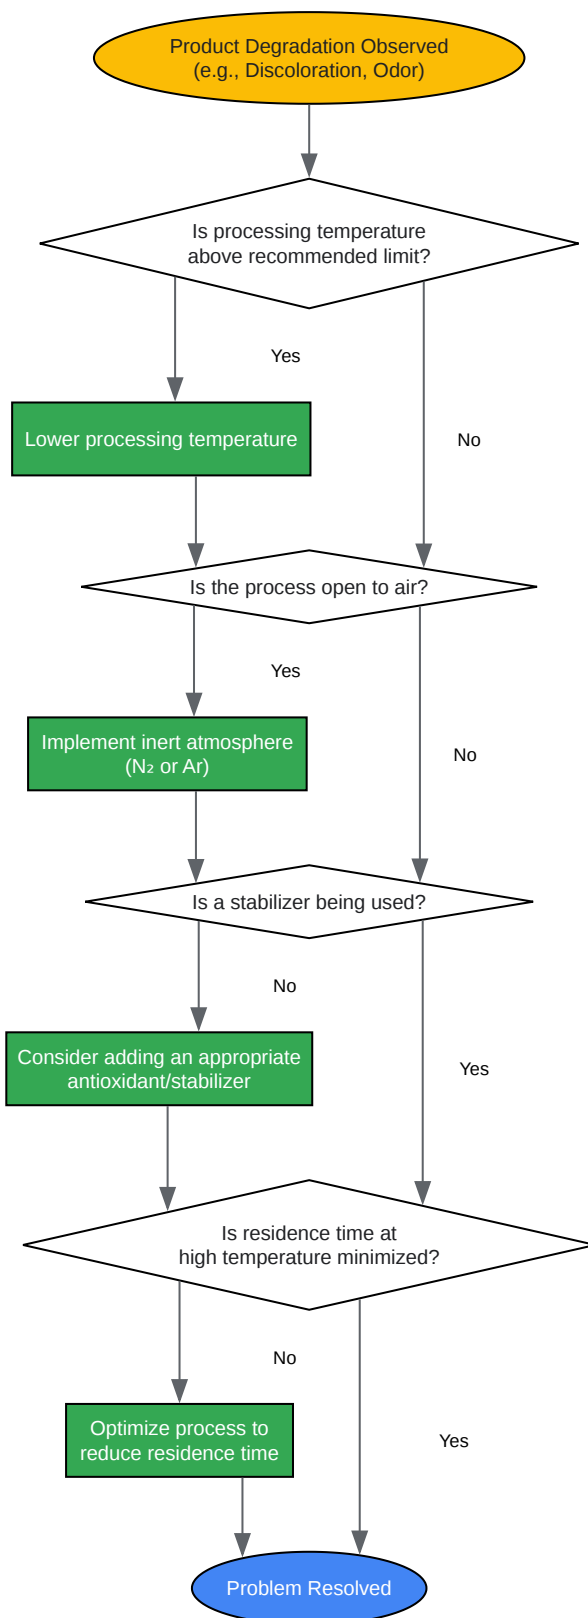 Product Degradation Observed
(e.g., Discoloration, Odor)
Is processing temperature
above recommended limit?
Yes
Lower processing temperature
No
Is the process open to air?
Yes
Implement inert atmosphere
(N₂ or Ar)
No
Is a stabilizer being used?
No
Consider adding an appropriate
antioxidant/stabilizer
Yes
Is residence time at
high temperature minimized?
No
Optimize process to
reduce residence time
Yes
Problem Resolved